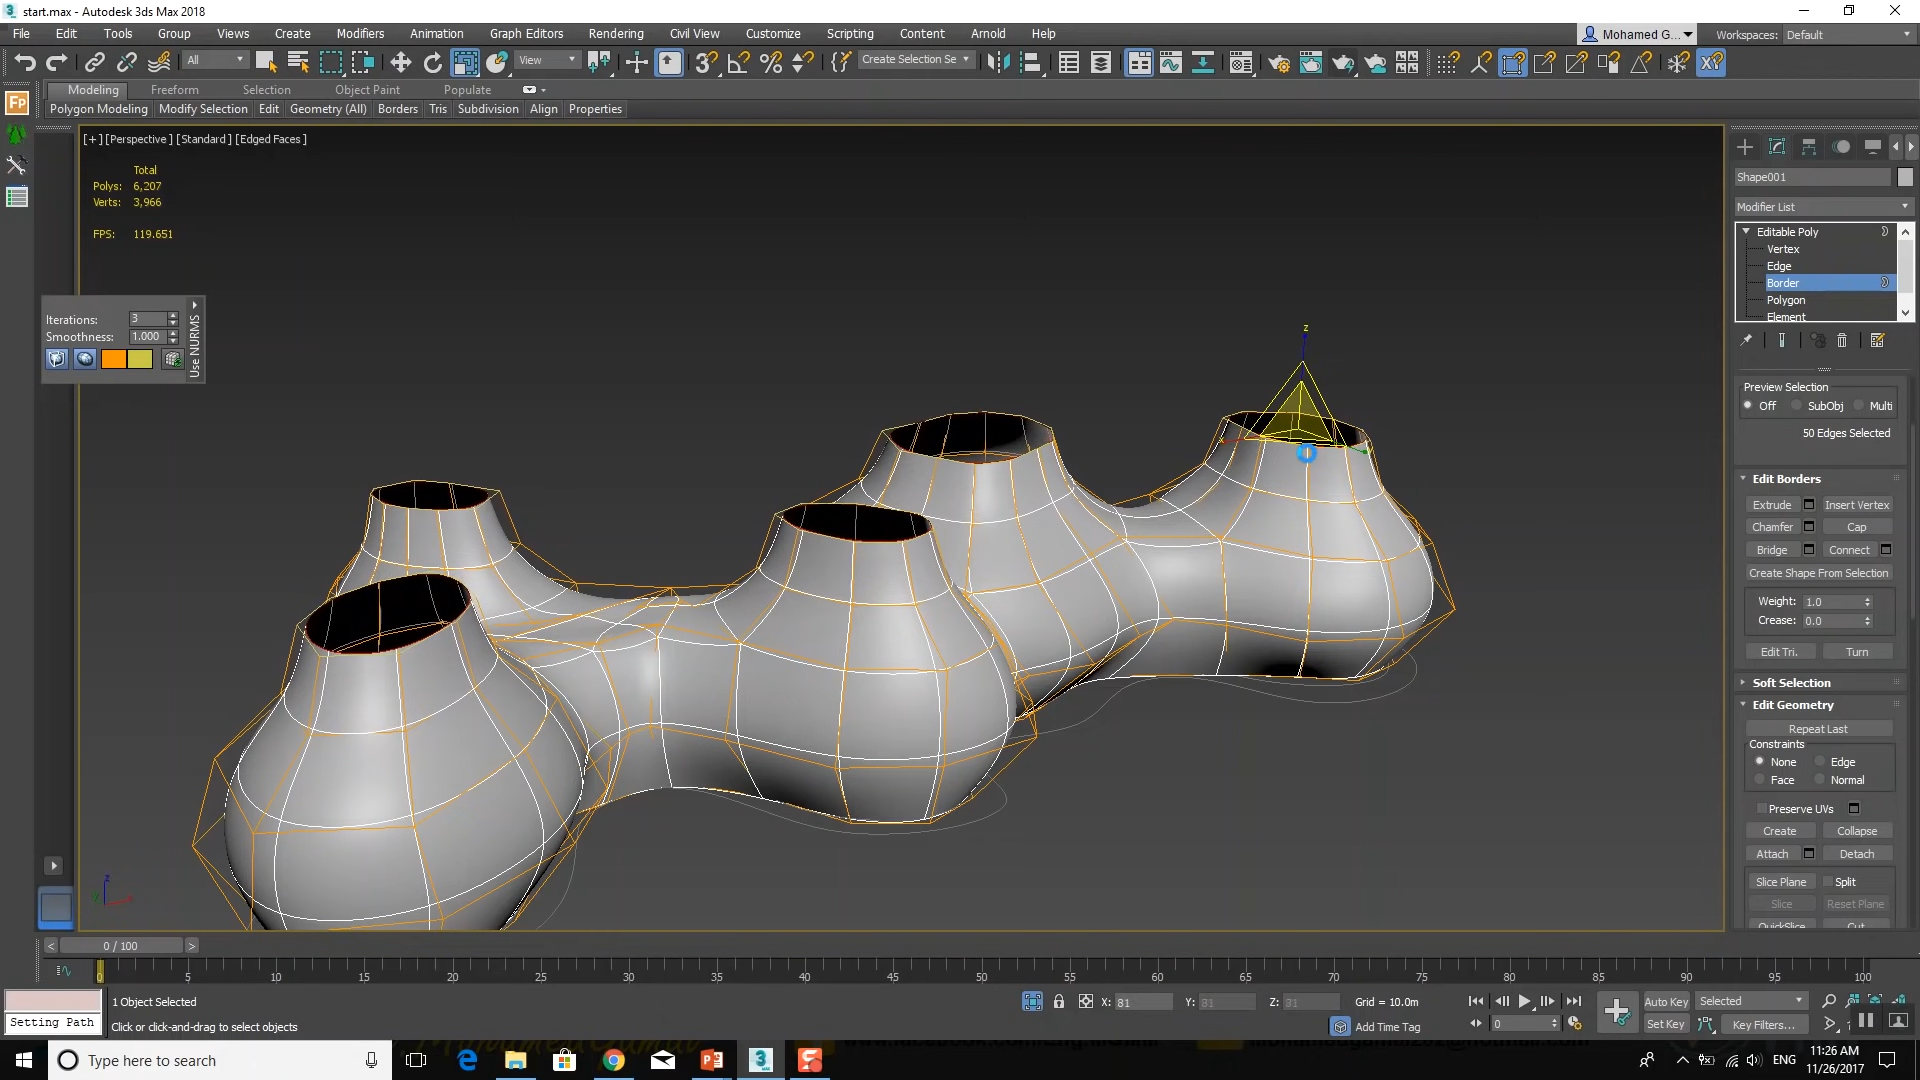 start.max - Autodesk 3ds Max 2018
File Edit Tools Group Views Create Modifiers Animation Graph Editors Rendering Civil View Customize Scripting Content Arnold Help
Mohamed G... Workspaces: Default
All View Create Selection Se
Modeling Freeform Selection Object Paint Populate
Polygon Modeling Modify Selection Edit Geometry (All) Borders Tris Subdivision Align Properties
[+] [Perspective] [Standard] [Edged Faces]
Total
Polys: 6,207
Verts: 3,966
FPS: 119.651
Iterations: 3
Smoothness: 1.000
Use NURMS
z
Shape001
Modifier List
Editable Poly
Vertex
Edge
Border
Polygon
Element
Preview Selection
Off SubObj Multi
50 Edges Selected
Edit Borders
Extrude Insert Vertex
Chamfer Cap
Bridge Connect
Create Shape From Selection
Weight: 1.0
Crease: 0.0
Edit Tri. Turn
Soft Selection
Edit Geometry
Repeat Last
Constraints
None Edge
Face Normal
Preserve UVs
Create Collapse
Attach Detach
Slice Plane Split
Slice Reset Plane
QuickSlice Cut
z
0 / 100
0 5 10 15 20 25 30 35 40 45 50 55 60 65 70 75 80 85 90 95 100
1 Object Selected X: 81 Y: 81 Z: 81 Grid = 10.0m Auto Key Selected
Setting Path Click or click-and-drag to select objects Add Time Tag 0 Set Key Key Filters...
Type here to search
ENG 11:26 AM
11/26/2017